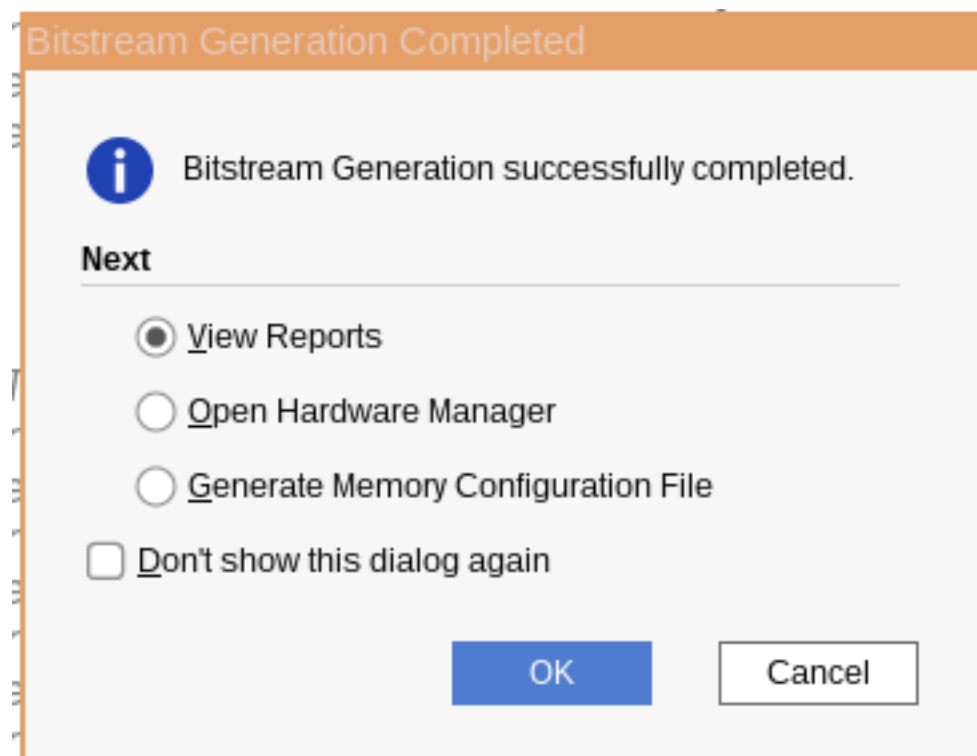 Bitstream Generation Completed
Bitstream Generation successfully completed.
Next
View Reports
Open Hardware Manager
Generate Memory Configuration File
Don't show this dialog again
OK
Cancel